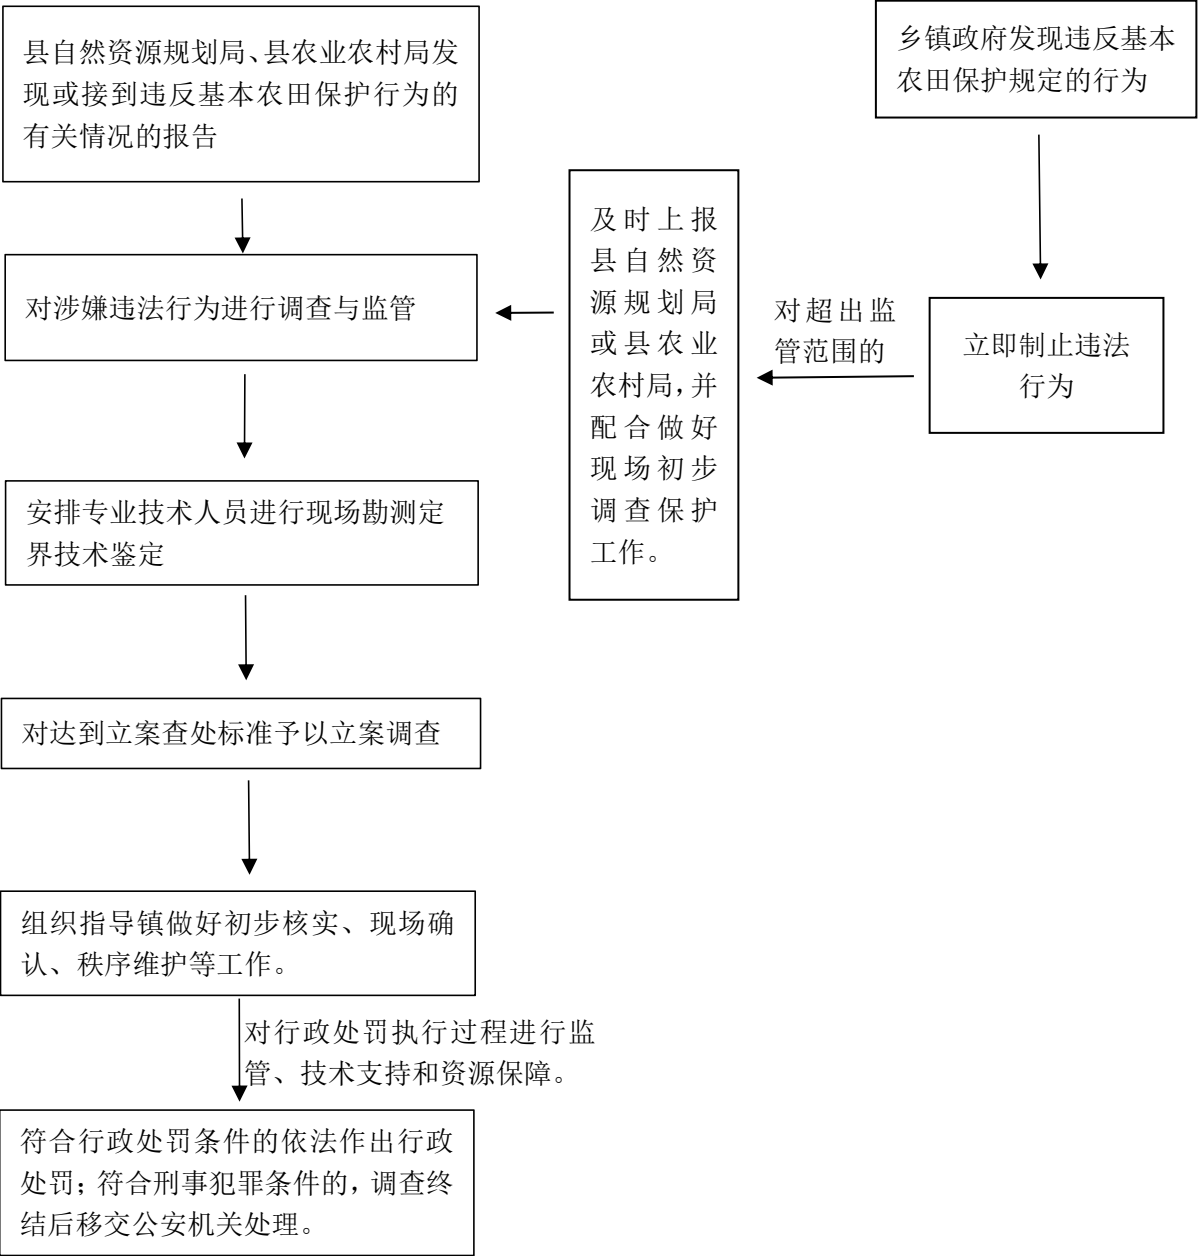 县自然资源规划局、县农业农村局发
现或接到违反基本农田保护行为的
有关情况的报告
乡镇政府发现违反基本
农田保护规定的行为
及时上报
县自然资
源规划局
或县农业
农村局，并
配合做好
现场初步
调查保护
工作。
对涉嫌违法行为进行调查与监管
对超出监
管范围的
立即制止违法
行为
安排专业技术人员进行现场勘测定
界技术鉴定
对达到立案查处标准予以立案调查
组织指导镇做好初步核实、现场确
认、秩序维护等工作。
对行政处罚执行过程进行监
管、技术支持和资源保障。
符合行政处罚条件的依法作出行政
处罚；符合刑事犯罪条件的，调查终
结后移交公安机关处理。